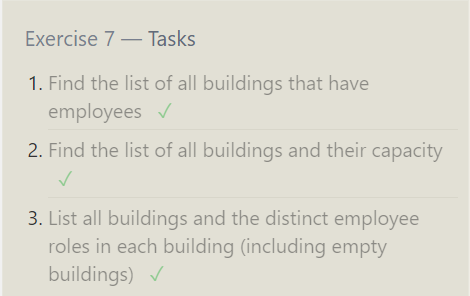 Exercise 7 — Tasks
1. Find the list of all buildings that have
employees ✓
2. Find the list of all buildings and their capacity
✓
3. List all buildings and the distinct employee
roles in each building (including empty
buildings) ✓